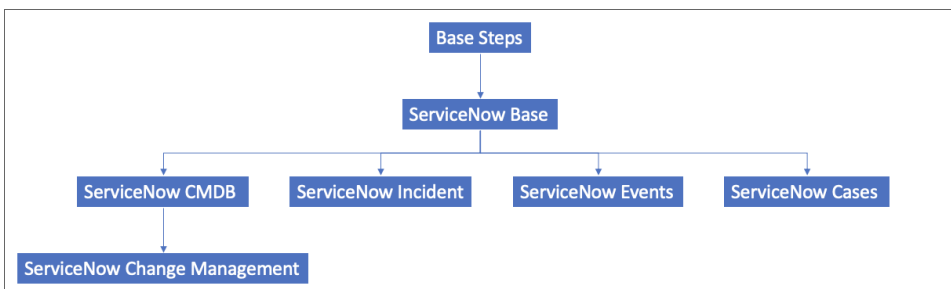 Base Steps
ServiceNow Base
ServiceNow CMDB
ServiceNow Incident
ServiceNow Events
ServiceNow Cases
ServiceNow Change Management